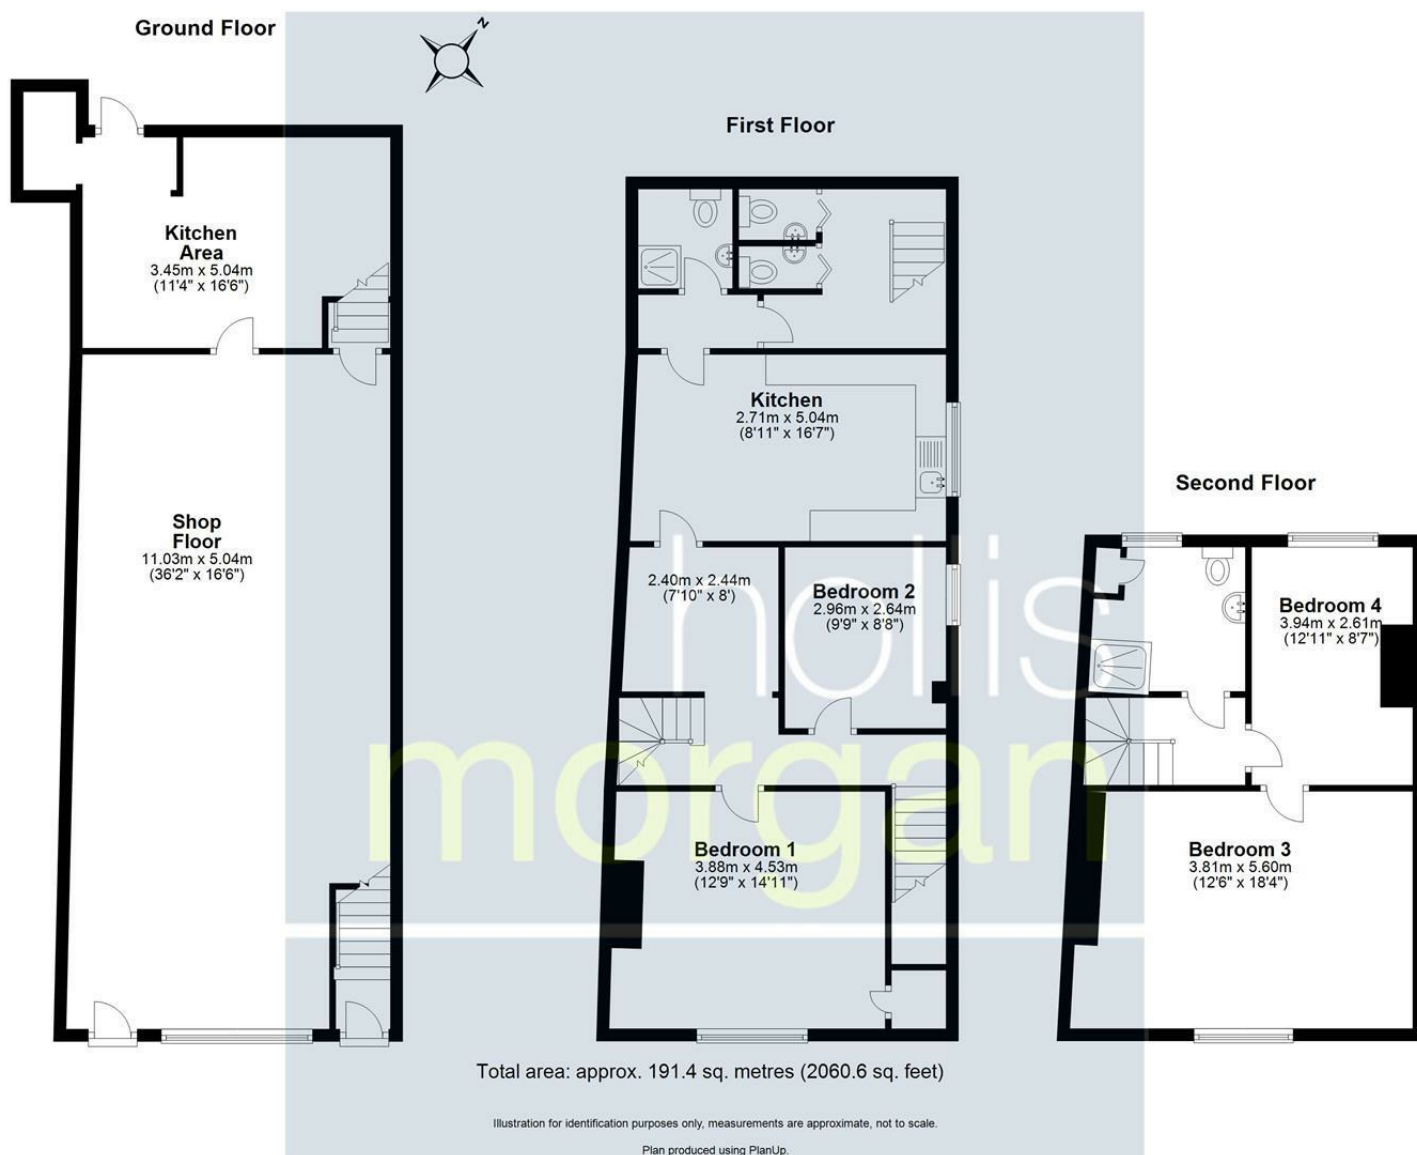 Ground Floor
N
First Floor
Kitchen
Area
3.45m x 5.04m
(11'4" x 16'6")
Shop
Floor
11.03m x 5.04m
(36'2" x 16'6")
Kitchen
2.71m x 5.04m
(8'11" x 16'7")
2.40m x 2.44m
(7'10" x 8')
Bedroom 2
2.96m x 2.64m
(9'9" x 8'8")
Bedroom 1
3.88m x 4.53m
(12'9" x 14'11")
Second Floor
Bedroom 4
3.94m x 2.61m
(12'11" x 8'7")
Bedroom 3
3.81m x 5.60m
(12'6" x 18'4")
hollis
morgan
Total area: approx. 191.4 sq. metres (2060.6 sq. feet)
Illustration for identification purposes only, measurements are approximate, not to scale.
Plan produced using PlanUp.